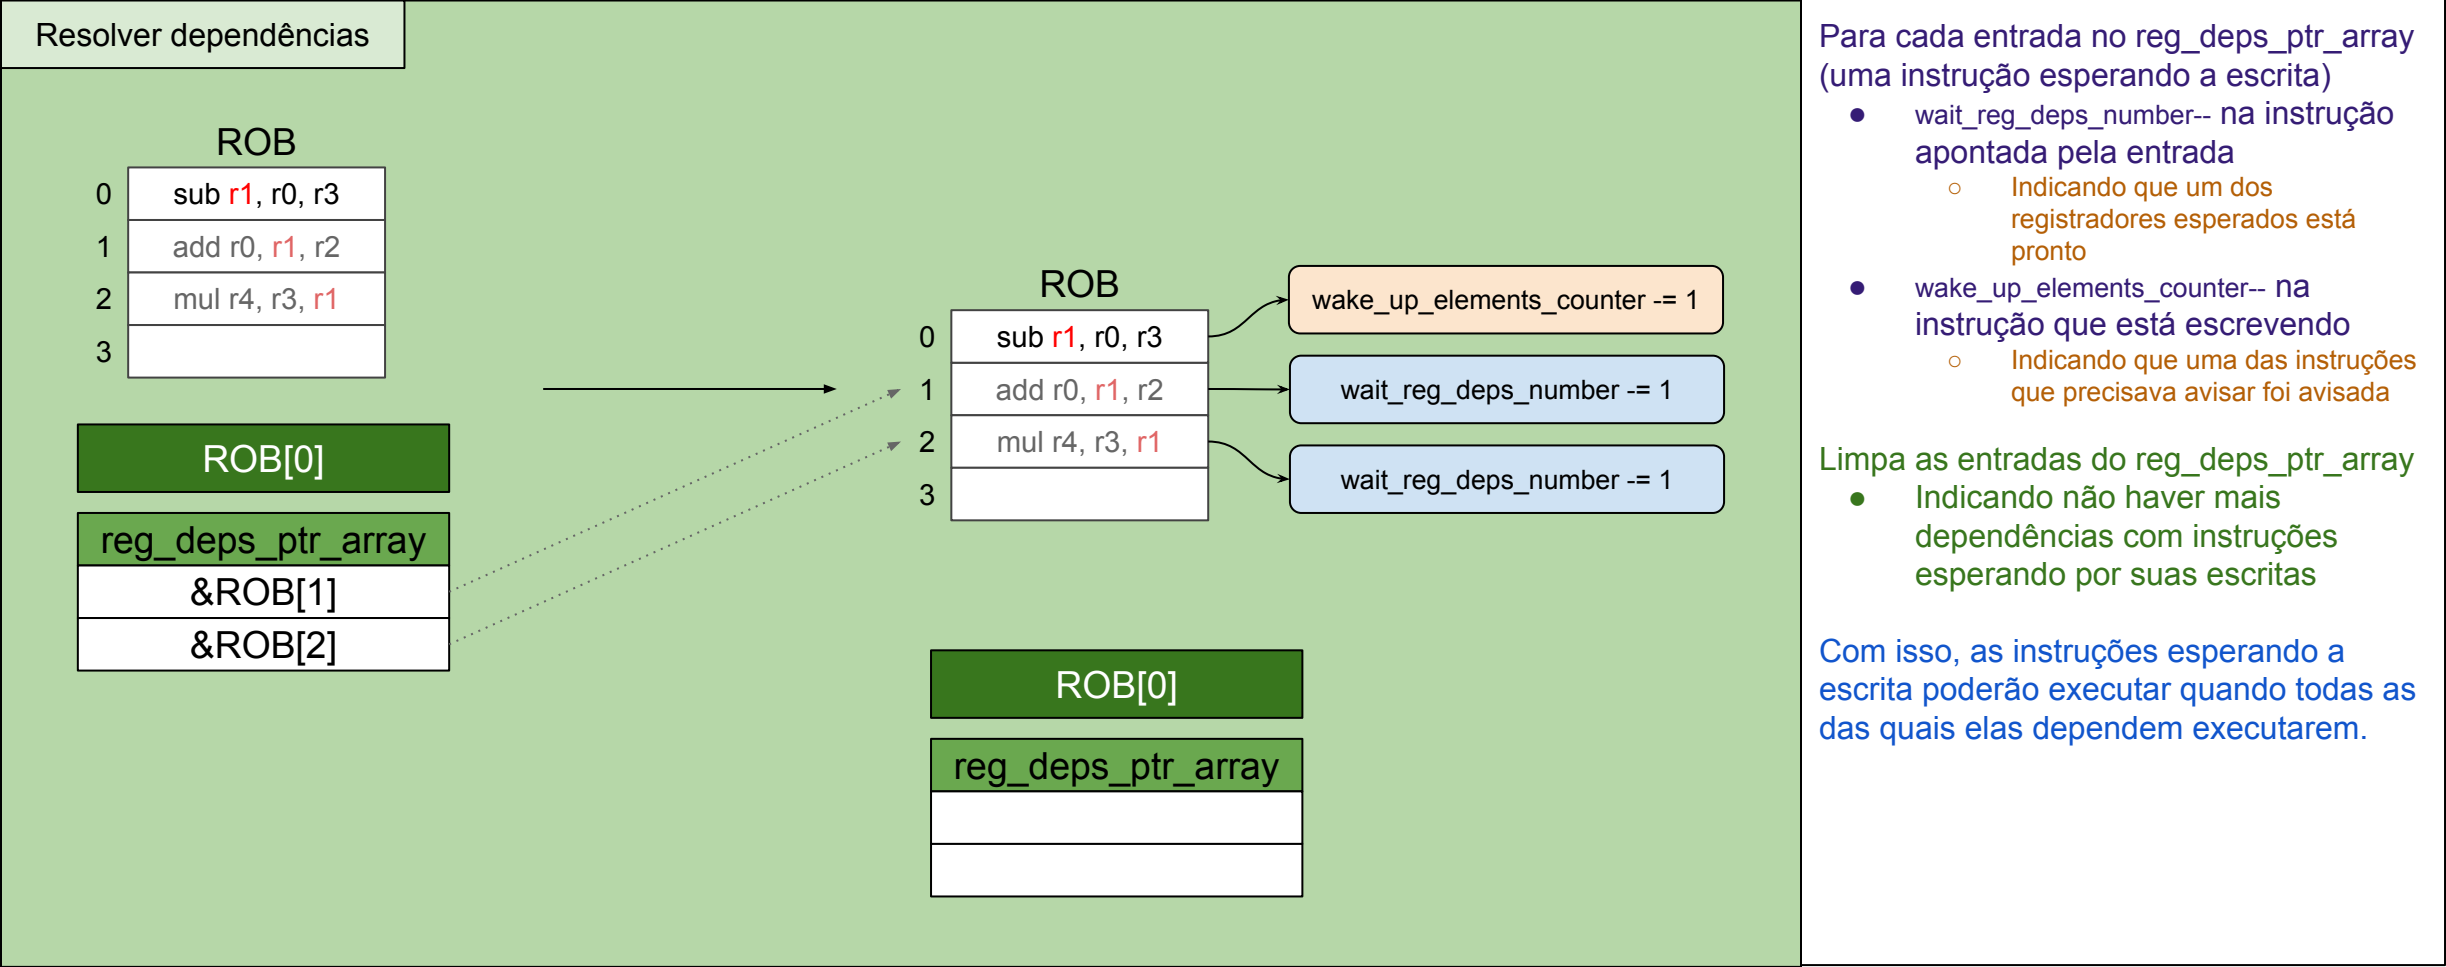 Resolver dependências
ROB
0 sub r1, r0, r3
1 add r0, r1, r2
2 mul r4, r3, r1
3
ROB[0]
reg_deps_ptr_array
&ROB[1]
&ROB[2]
ROB
0 sub r1, r0, r3
1 add r0, r1, r2
2 mul r4, r3, r1
3
wake_up_elements_counter -= 1
wait_reg_deps_number -= 1
wait_reg_deps_number -= 1
ROB[0]
reg_deps_ptr_array
Para cada entrada no reg_deps_ptr_array
(uma instrução esperando a escrita)
● wait_reg_deps_number-- na instrução
apontada pela entrada
○ Indicando que um dos
registradores esperados está
pronto
● wake_up_elements_counter-- na
instrução que está escrevendo
○ Indicando que uma das instruções
que precisava avisar foi avisada
Limpa as entradas do reg_deps_ptr_array
● Indicando não haver mais
dependências com instruções
esperando por suas escritas
Com isso, as instruções esperando a
escrita poderão executar quando todas as
das quais elas dependem executarem.